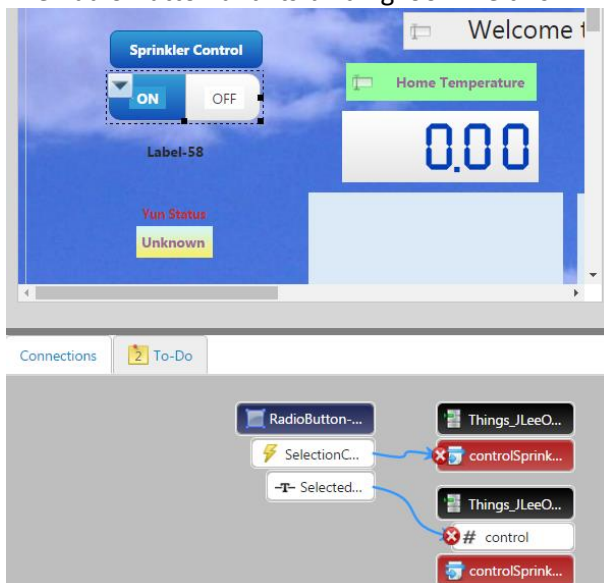 Welcome t
Sprinkler Control
ON OFF
Home Temperature
Label-58
0.00
Yun Status
Unknown
Connections 2 To-Do
RadioButton-...
Things_JLeeO...
SelectionC...
controlSprink...
-T- Selected...
Things_JLeeO...
# control
controlSprink...